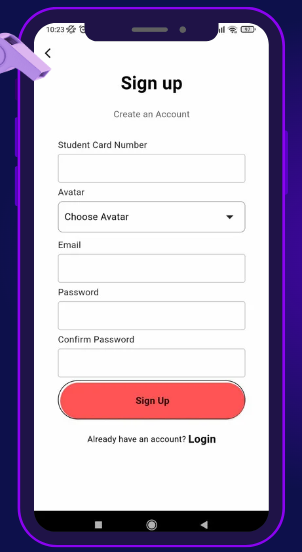 10:23
Sign up
Create an Account
Student Card Number
Avatar
Choose Avatar
Email
Password
Confirm Password
Sign Up
Already have an account? Login